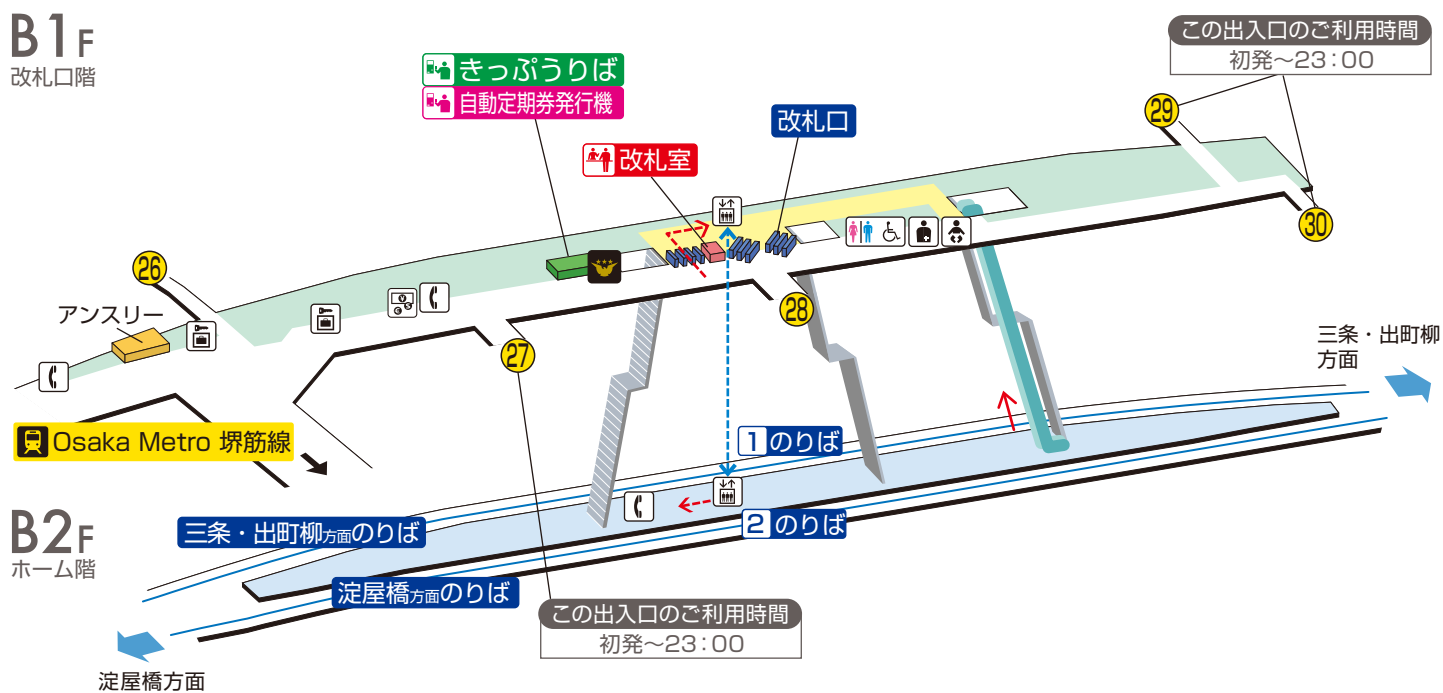 B1F
改札口階
この出入口のご利用時間
初発～23：00
きっぷうりば
自動定期券発行機
改札口
改札室
29
30
26
アンスリー
28
27
三条・出町柳
方面
Osaka Metro 堺筋線
1 のりば
2 のりば
B2F
ホーム階
三条・出町柳方面のりば
淀屋橋方面のりば
この出入口のご利用時間
初発～23：00
淀屋橋方面